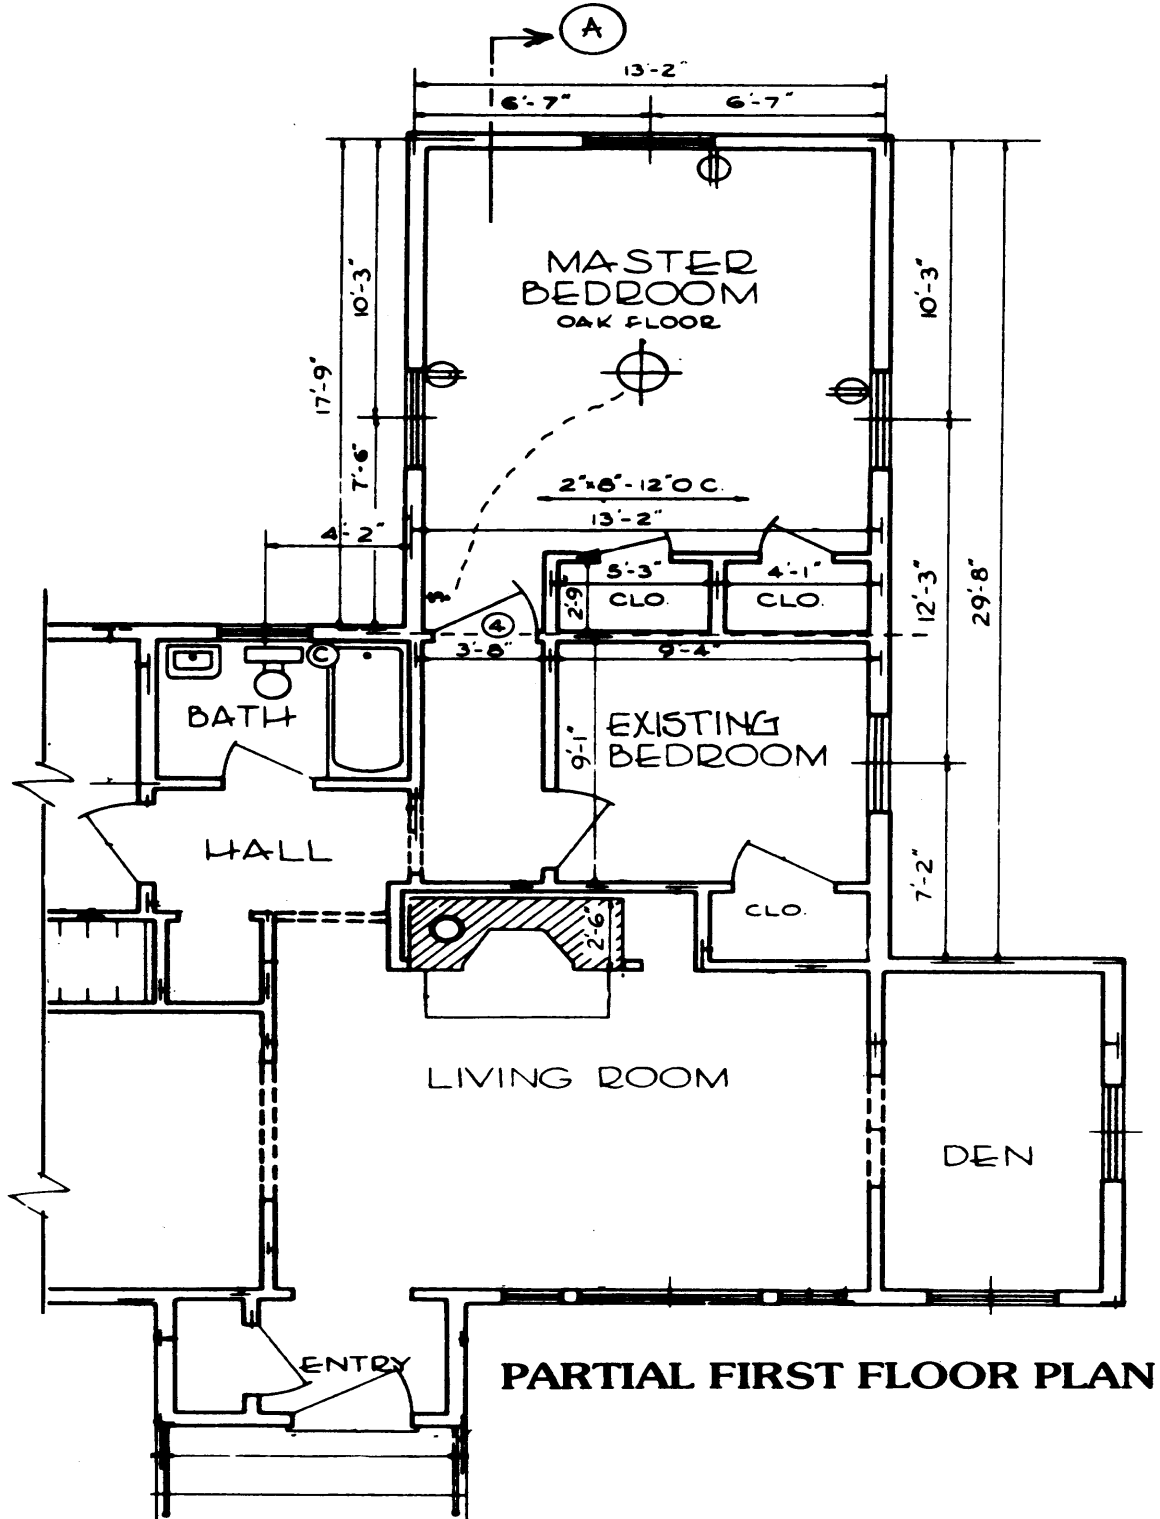 A
13'-2"
6'-7" 6'-7"
MASTER
BEDROOM
OAK FLOOR
10'-3"
10'-3"
17'-9"
7'-6"
2"x8"-12"O C.
13'-2"
4'-2"
5'-3" 4'-1"
2'-9
CLO. CLO.
12'-3"
29'-8"
S
4
3'-8" 9'-4"
C
BATH
EXISTING
BEDROOM
9'-1"
HALL
7'-2"
CLO.
2'-6"
LIVING ROOM
DEN
ENTRY
PARTIAL FIRST FLOOR PLAN